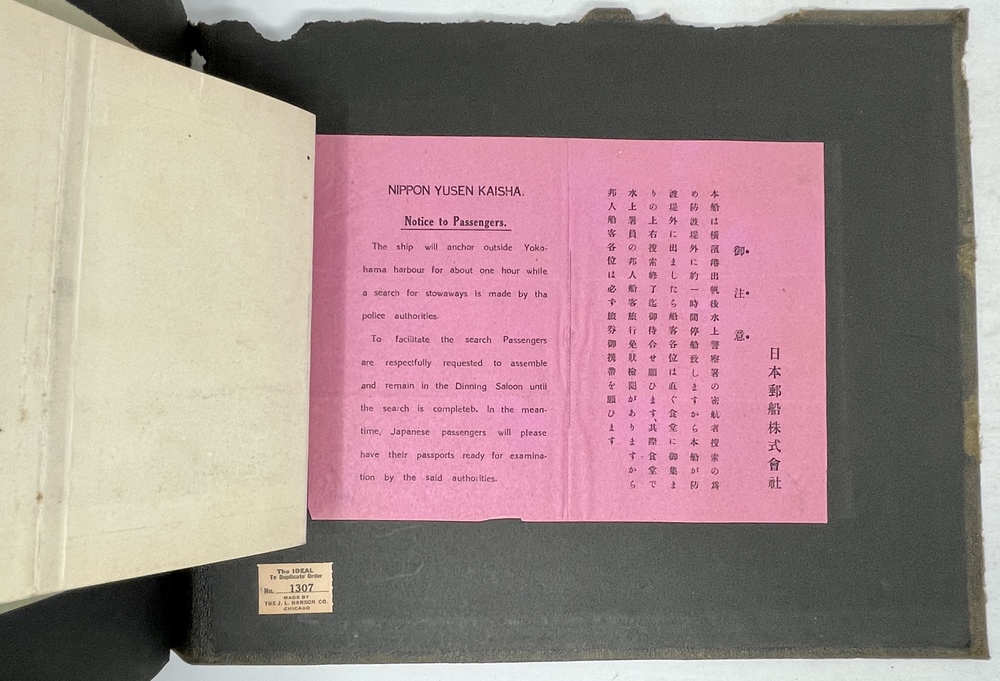 NIPPON YUSEN KAISHA.
Notice to Passengers.
The ship will anchor outside Yoko-
hama harbour for about one hour while
a search for stowaways is made by tha
police authorities.
To facilitate the search Passengers
are respectfully requested to assemble
and remain in the Dinning Saloon until
the search is completeb. In the mean-
time, Japanese passengers will please
have their passports ready for examina-
tion by the said authorities.
日本郵船株式會社
御注意
本船は橫濱港出帆後水上警察署の密航者搜索の爲
め防波堤外に約一時間停船致しますから本船が防
波堤外に出ましたら船客各位は直ぐ食堂に御集ま
りの上右搜索終了迄御待合せ願ひます、其際食堂で
水上署員の邦人船客旅行免狀檢閱がありますから
邦人船客各位は必ず旅券御携帶を願ひます
The IDEAL
To Duplicate Order
No. 1307
MADE BY
THE J. L. HANSON CO.
CHICAGO